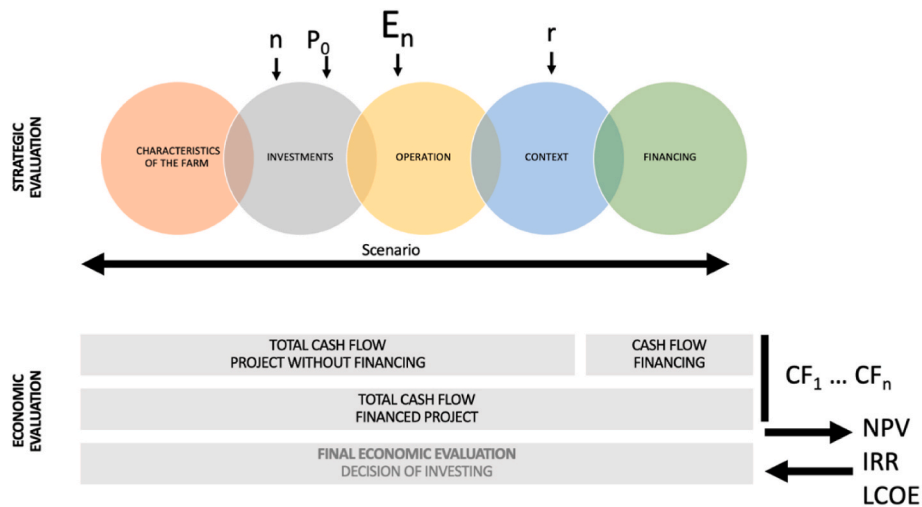 n
P0
En
r
STRATEGIC
EVALUATION
CHARACTERISTICS
OF THE FARM
INVESTMENTS
OPERATION
CONTEXT
FINANCING
Scenario
ECONOMIC
EVALUATION
TOTAL CASH FLOW
PROJECT WITHOUT FINANCING
CASH FLOW
FINANCING
TOTAL CASH FLOW
FINANCED PROJECT
FINAL ECONOMIC EVALUATION
DECISION OF INVESTING
CF1 ... CFn
NPV
IRR
LCOE